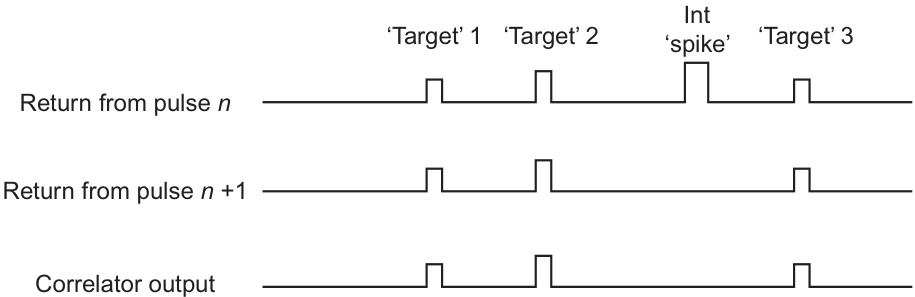 Int
‘Target’ 1 ‘Target’ 2 ‘spike’ ‘Target’ 3
Return from pulse n
Return from pulse n +1
Correlator output